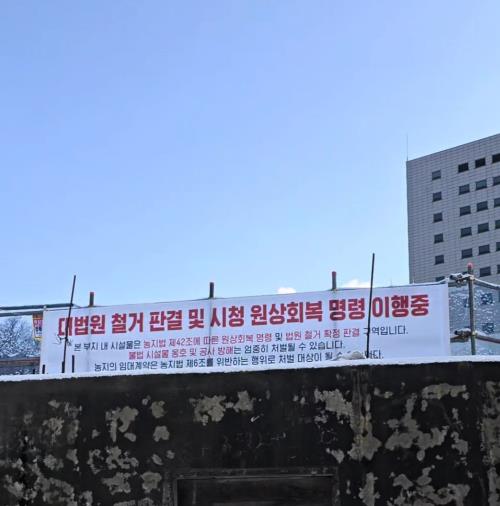 대법원 철거 판결 및 시청 원상회복 명령 이행중
본 부지 내 시설물은 농지법 제42조에 따른 원상회복 명령 및 법원 철거 확정 판결 구역입니다.
불법 시설물 옹호 및 공사 방해는 엄중히 처벌될 수 있습니다.
농지의 임대계약은 농지법 제6조를 위반하는 행위로 처벌 대상이 될